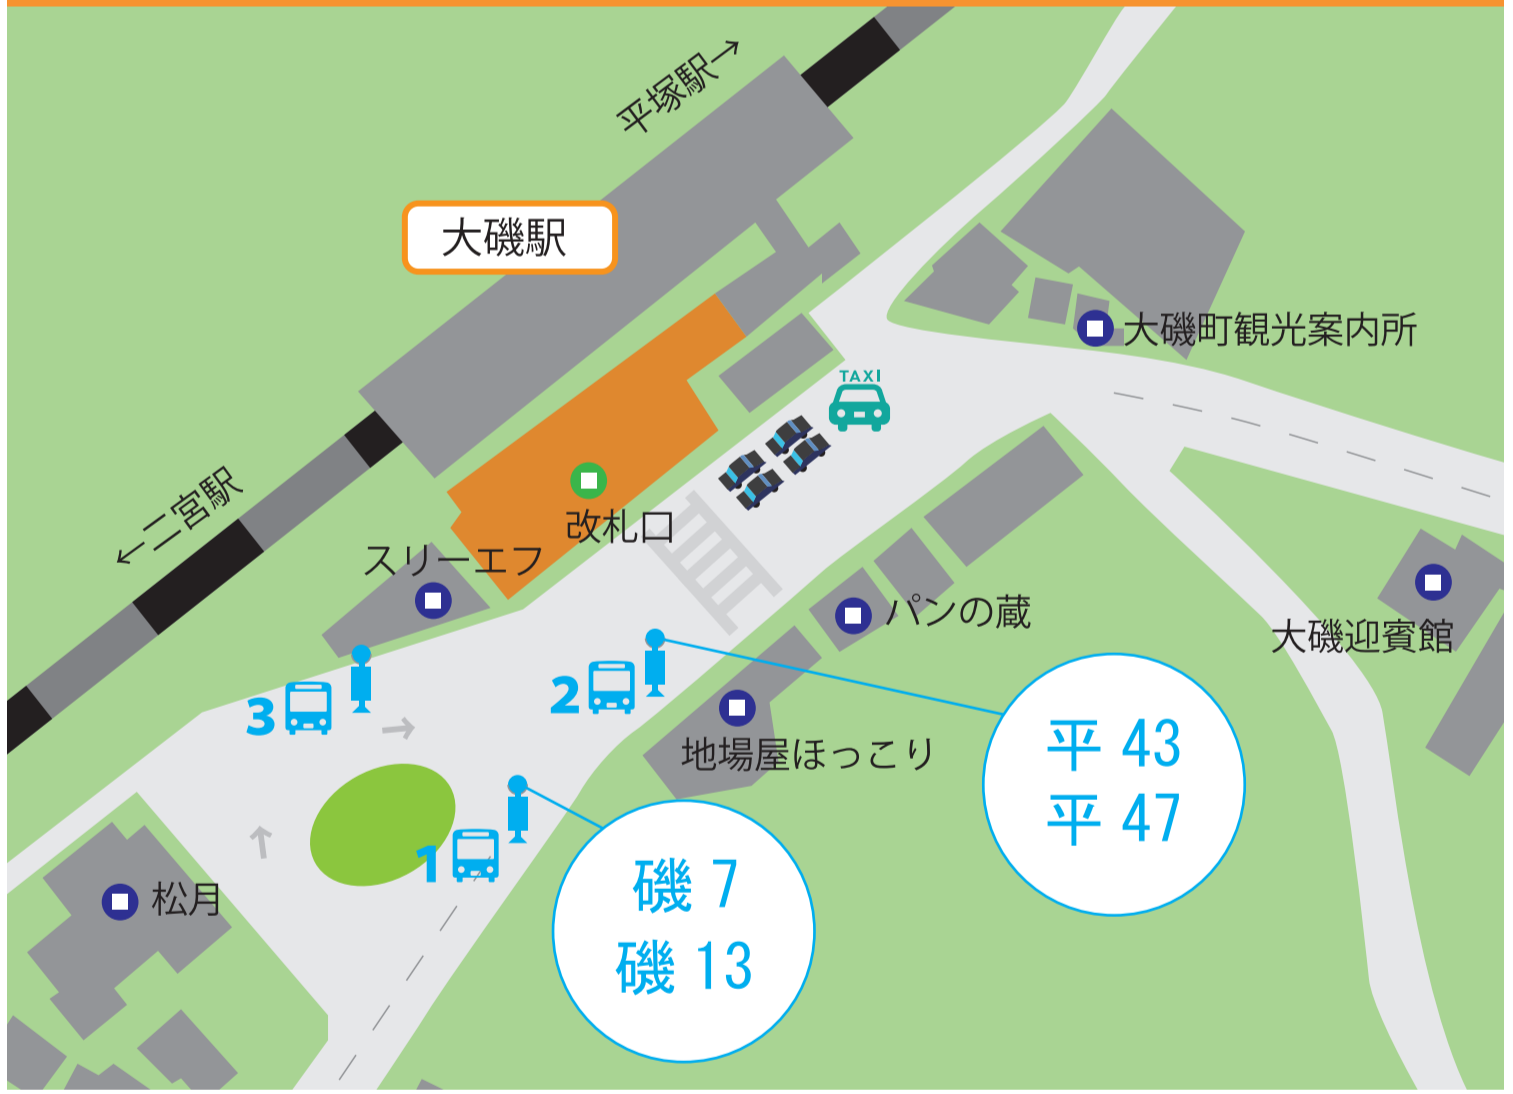 平塚駅→
大磯駅
大磯町観光案内所
TAXI
←二宮駅
改札口
スリーエフ
パンの蔵
大磯迎賓館
3
2
地場屋ほっこり
平 43
平 47
1
磯 7
磯 13
松月